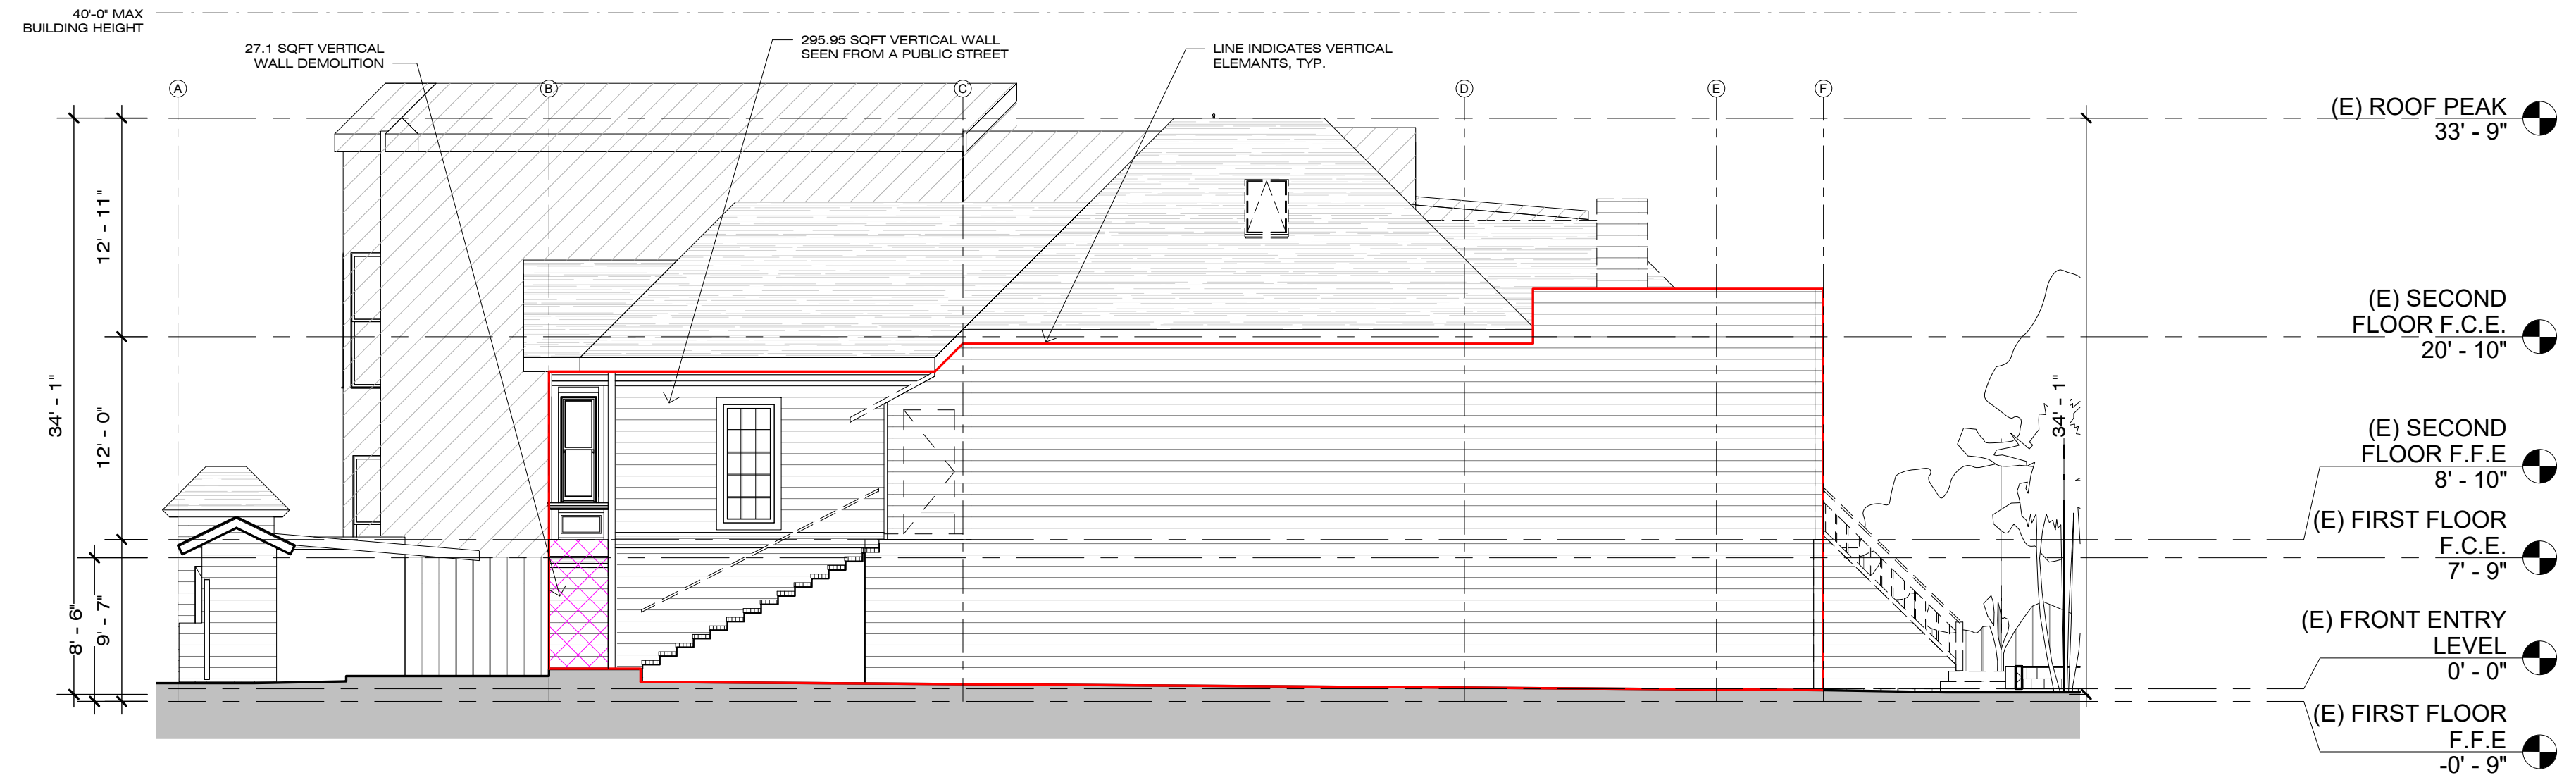 40'-0" MAX
BUILDING HEIGHT
27.1 SQFT VERTICAL
WALL DEMOLITION
295.95 SQFT VERTICAL WALL
SEEN FROM A PUBLIC STREET
LINE INDICATES VERTICAL
ELEMANTS, TYP.
A
B
C
D
E
F
(E) ROOF PEAK
33' - 9"
12' - 11"
(E) SECOND
FLOOR F.C.E.
20' - 10"
34' - 1"
12' - 0"
34' - 1"
(E) SECOND
FLOOR F.F.E
8' - 10"
(E) FIRST FLOOR
F.C.E.
7' - 9"
8' - 6"
9' - 7"
(E) FRONT ENTRY
LEVEL
0' - 0"
(E) FIRST FLOOR
F.F.E
-0' - 9"